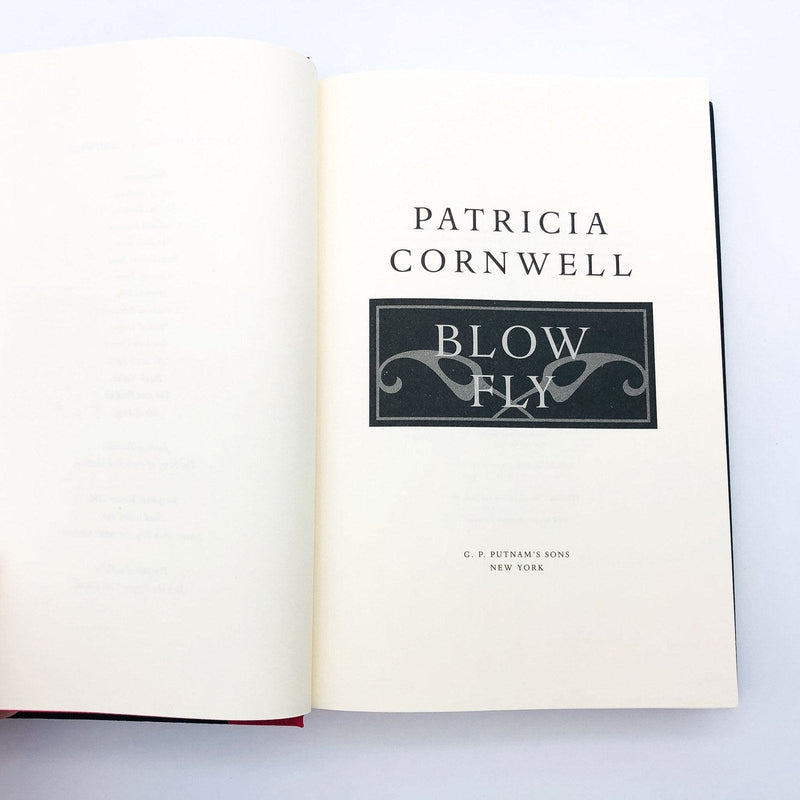 PATRICIA
CORNWELL
BLOW
FLY
G. P. PUTNAM'S SONS
NEW YORK